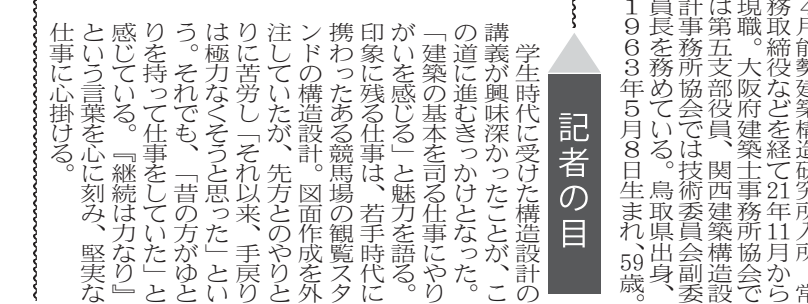 4月前勢建築構造研究所入所、常
務取締役などを経て21年11月から
現職。大阪府建築士事務所協会で
は第五支部役員、関西建築構造設
計事務所協会では技術委員会副委
員長を務めている。鳥取県出身、
1963年5月8日生まれ、59歳。
記者の目
学生時代に受けた構造設計の
講義が興味深かったことが、こ
の道に進むきっかけとなった。
「建築の基本を司る仕事にやり
がいを感じる」と魅力を語る。
印象に残る仕事は、若手時代に
携わったある競馬場の観覧スタ
ンドの構造設計。図面作成を外
注していたが、先方とのやりと
りに苦労し「それ以来、手戻り
は極力なくそうと思った」とい
う。それでも、「昔の方がゆと
りを持って仕事をしていた」と
感じている。『継続は力なり』
という言葉を心に刻み、堅実な
仕事に心掛ける。